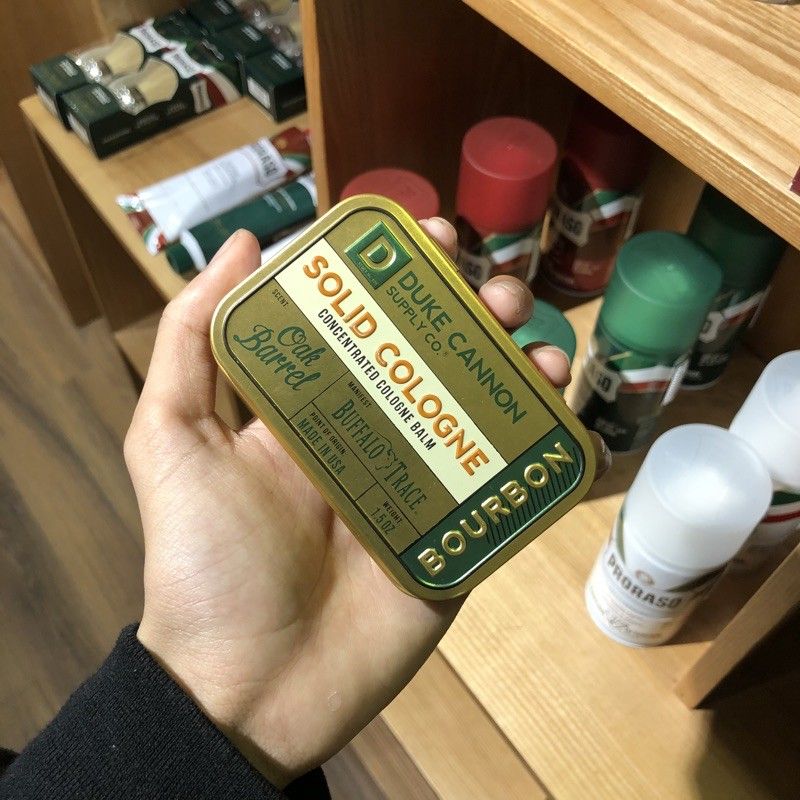 D
DUKE CANNON
SUPPLY CO.®
SOLID COLOGNE
CONCENTRATED COLOGNE BALM
SCENT
Oak
Barrel
MANIFEST
BUFFALO TRACE
POINT OF ORIGIN:
MADE IN USA
WEIGHT
1.5 OZ
BOURBON
PRORASO